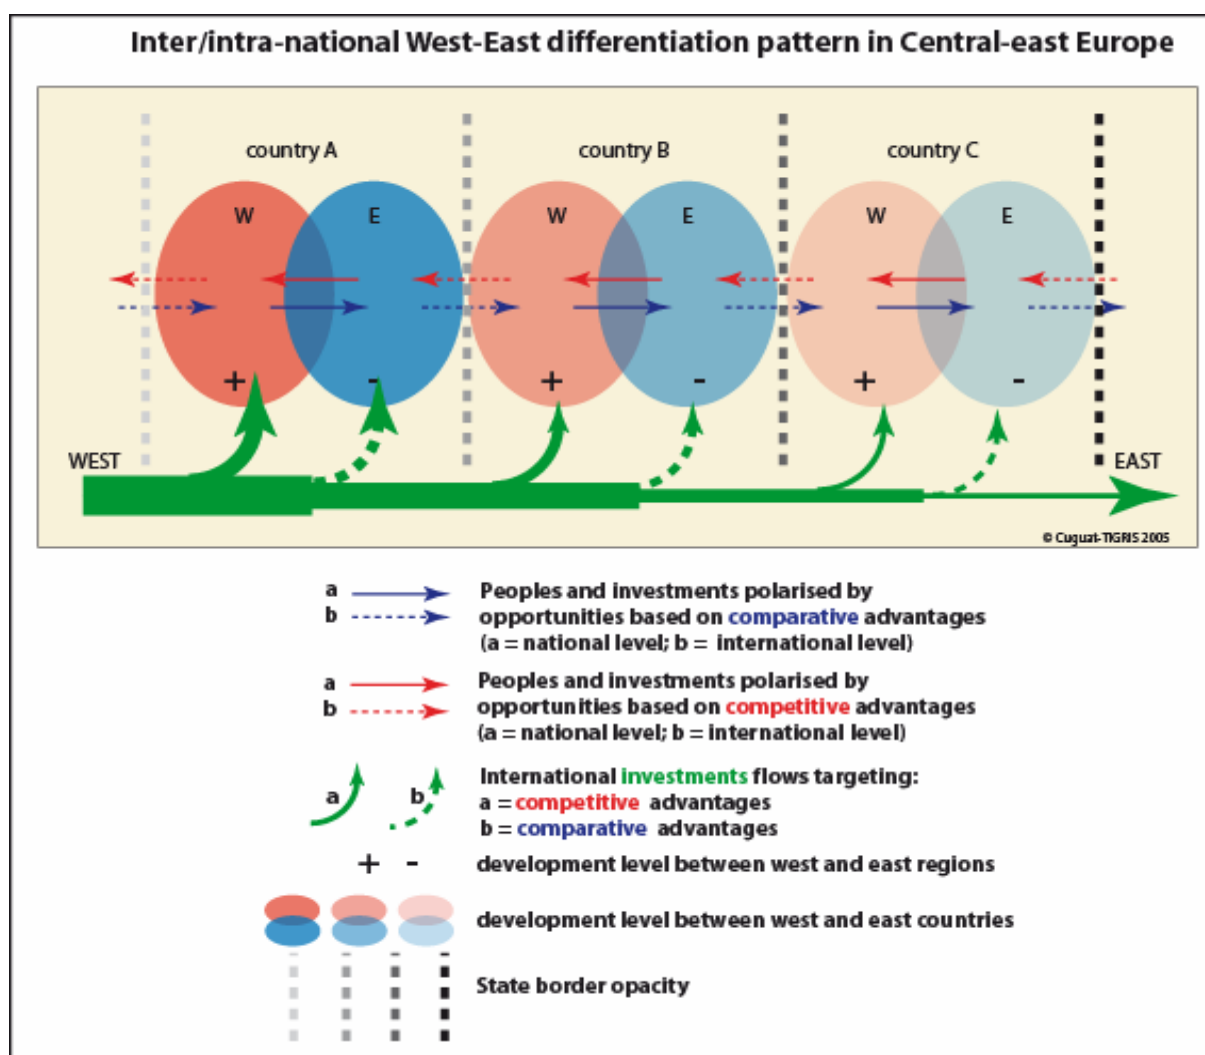 Inter/intra-national West-East differentiation pattern in Central-east Europe
country A
country B
country C
W
E
W
E
W
E
+
-
+
-
+
-
WEST
EAST
© Cuguat-TIGRIS 2005
a
b
Peoples and investments polarised by
opportunities based on comparative advantages
(a = national level; b = international level)
a
b
Peoples and investments polarised by
opportunities based on competitive advantages
(a = national level; b = international level)
a
b
International investments flows targeting:
a = competitive advantages
b = comparative advantages
+ -
development level between west and east regions
development level between west and east countries
State border opacity